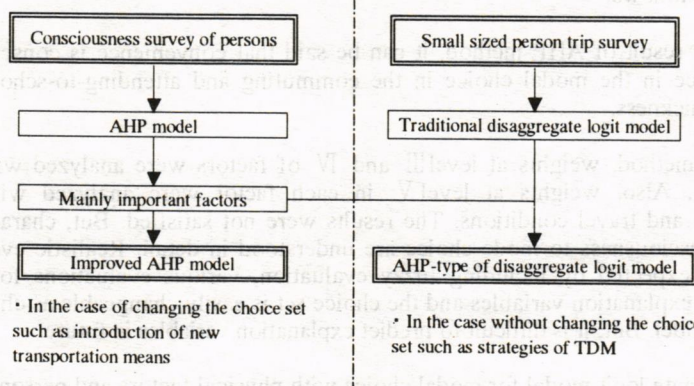 Consciousness survey of persons
AHP model
Mainly important factors
Improved AHP model
• In the case of changing the choice set
such as introduction of new
transportation means
Small sized person trip survey
Traditional disaggregate logit model
AHP-type of disaggregate logit model
• In the case without changing the choice
set such as strategies of TDM